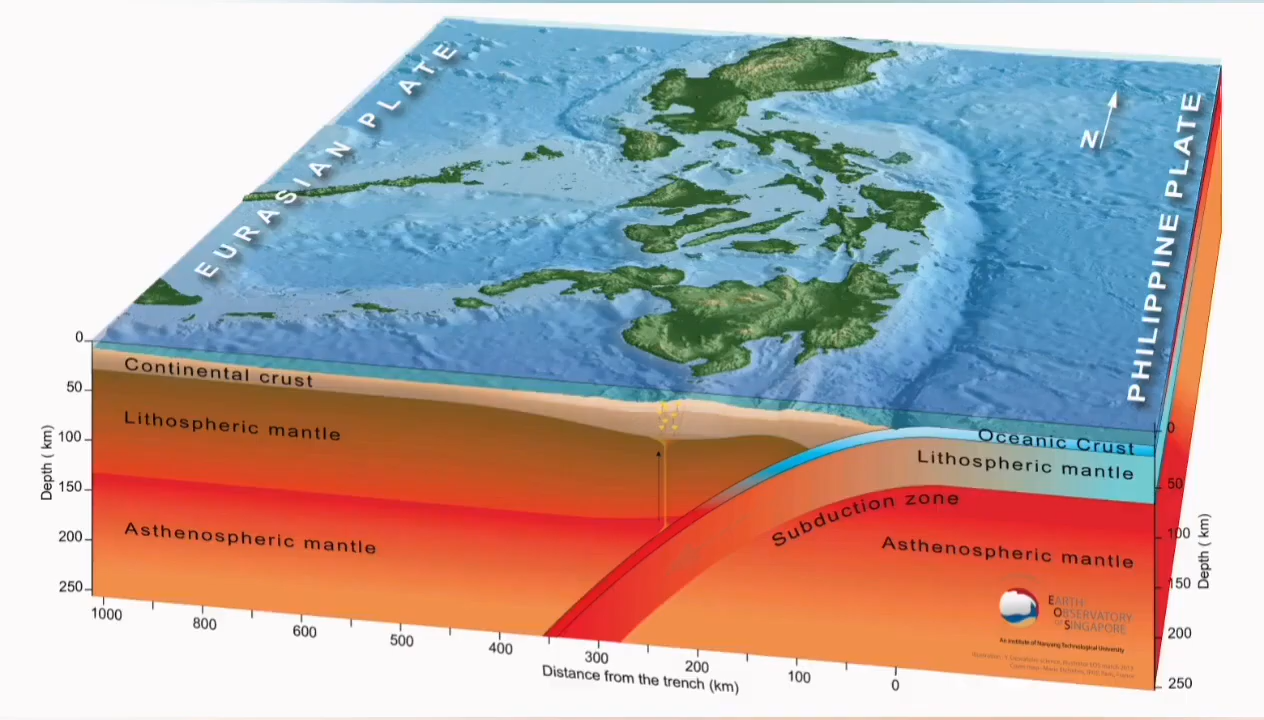 EURASIAN PLATE
N
PHILIPPINE PLATE
0
50
100
150
200
250
Depth ( km)
Continental crust
Lithospheric mantle
Asthenospheric mantle
Oceanic Crust
Lithospheric mantle
Subduction zone
Asthenospheric mantle
0
50
100
150
200
250
Depth ( km)
EARTH
OBSERVATORY
OF SINGAPORE
An institute of Nanyang Technological University
1000
800
600
500
400
300
200
100
0
Distance from the trench (km)